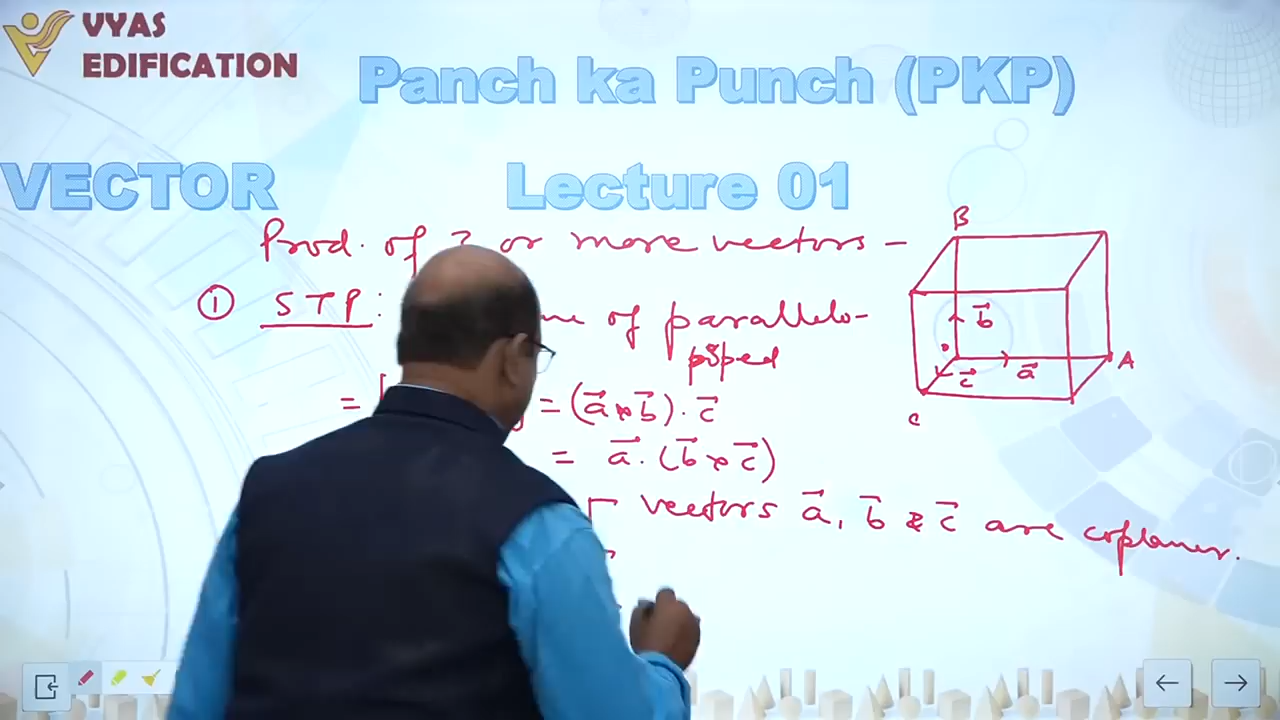 VYAS
EDIFICATION
Panch ka Punch (PKP)
VECTOR Lecture 01
Prod. of or more vectors -
① STP: of parallelo-
piped
= = (a⃗ × b⃗) . c⃗
= a⃗ . (b⃗ × c⃗)
vectors a⃗, b⃗ & c⃗ are coplanar.
B
b⃗
A
a⃗
c⃗
C